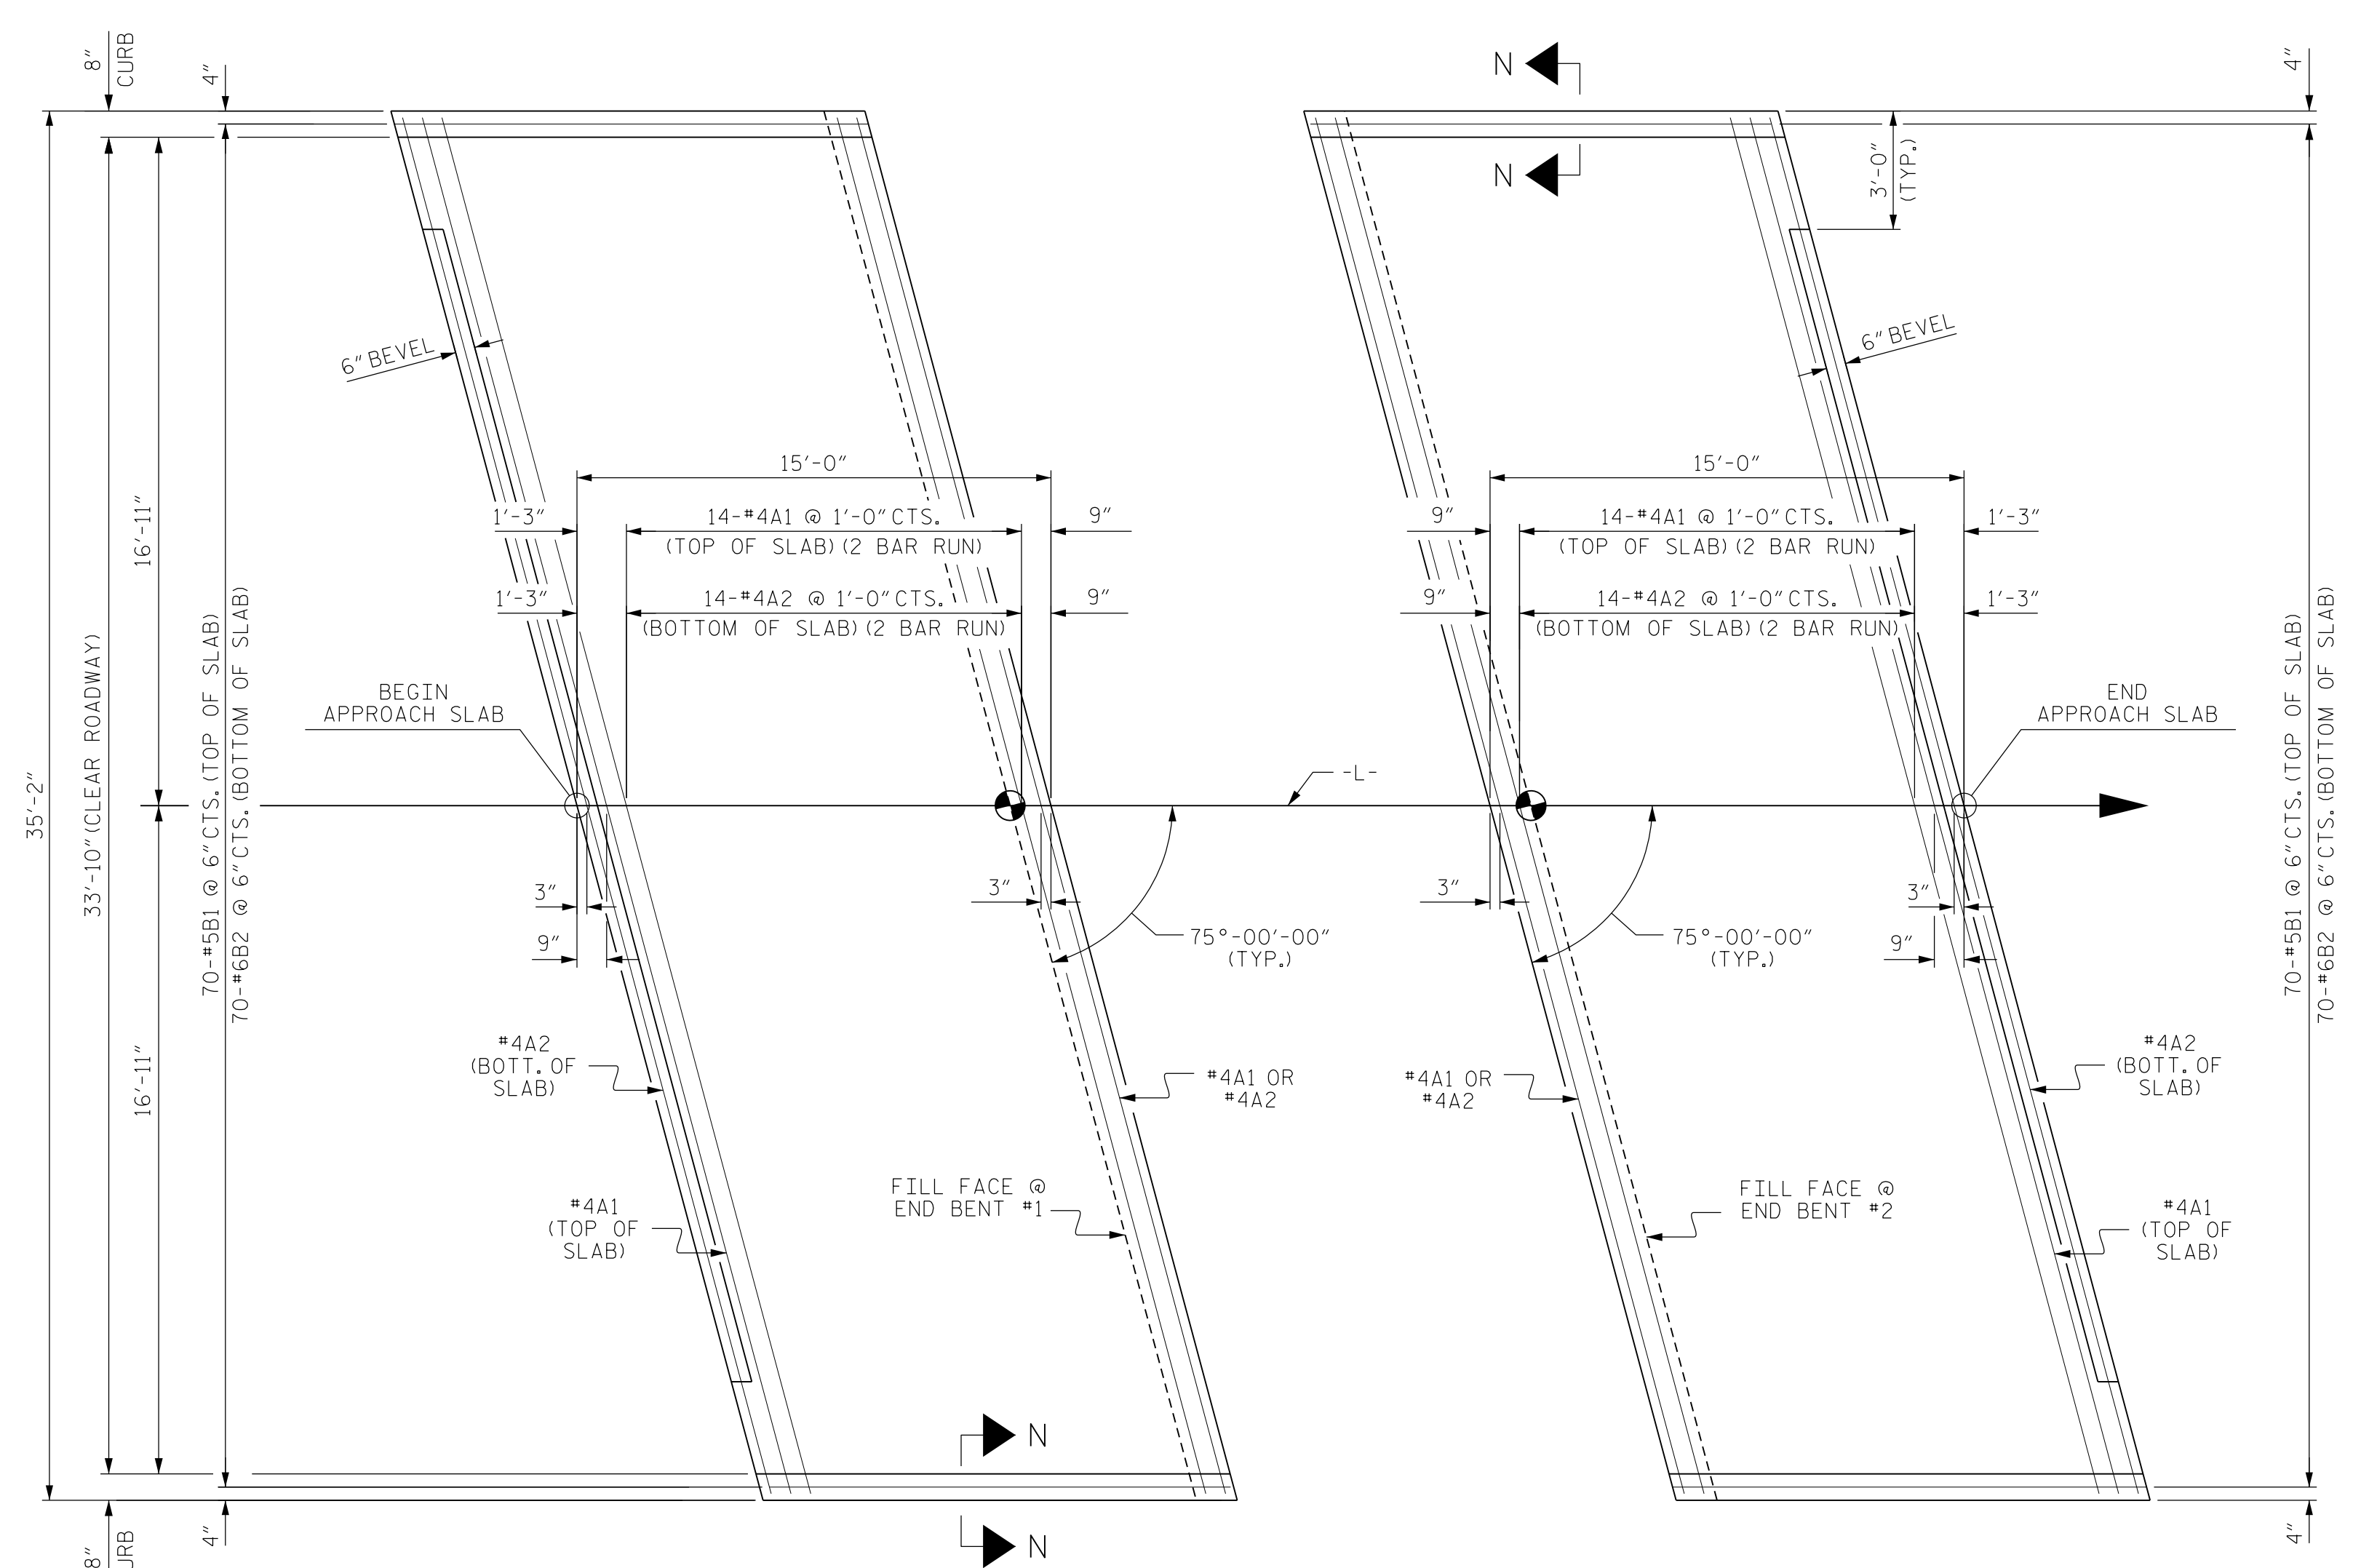 8"
CURB
4"
N
4"
N
3'-0"
(TYP.)
6" BEVEL
6" BEVEL
15'-0"
15'-0"
1'-3"
14-#4A1 @ 1'-0" CTS.
9"
(TOP OF SLAB) (2 BAR RUN)
9"
14-#4A1 @ 1'-0" CTS.
1'-3"
(TOP OF SLAB) (2 BAR RUN)
1'-3"
14-#4A2 @ 1'-0" CTS.
9"
(BOTTOM OF SLAB) (2 BAR RUN)
9"
14-#4A2 @ 1'-0" CTS.
1'-3"
(BOTTOM OF SLAB) (2 BAR RUN)
16'-11"
35'-2"
33'-10" (CLEAR ROADWAY)
70-#5B1 @ 6" CTS. (TOP OF SLAB)
70-#6B2 @ 6" CTS. (BOTTOM OF SLAB)
BEGIN
APPROACH SLAB
-L-
END
APPROACH SLAB
70-#5B1 @ 6" CTS. (TOP OF SLAB)
70-#6B2 @ 6" CTS. (BOTTOM OF SLAB)
3"
3"
3"
3"
9"
75°-00'-00"
(TYP.)
75°-00'-00"
(TYP.)
9"
16'-11"
#4A2
(BOTT. OF
SLAB)
#4A1 OR
#4A2
#4A1 OR
#4A2
#4A2
(BOTT. OF
SLAB)
#4A1
(TOP OF
SLAB)
FILL FACE @
END BENT #1
FILL FACE @
END BENT #2
#4A1
(TOP OF
SLAB)
N
N
8"
URB
4"
4"